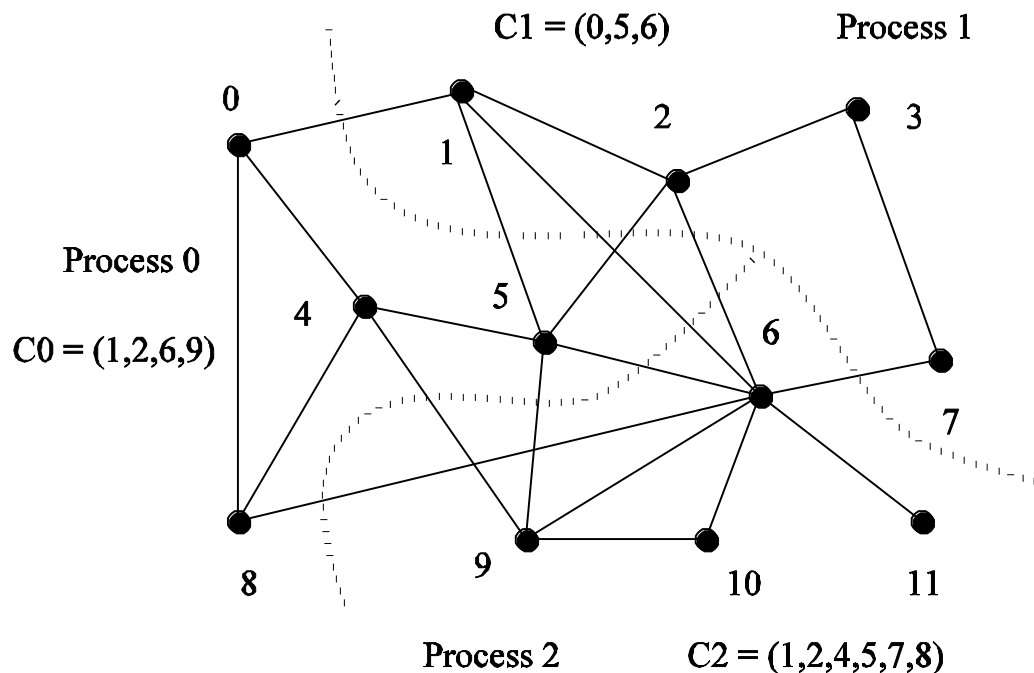 C1 = (0,5,6)
Process 1
0
1
2
3
Process 0
C0 = (1,2,6,9)
4
5
6
7
8
9
10
11
Process 2
C2 = (1,2,4,5,7,8)